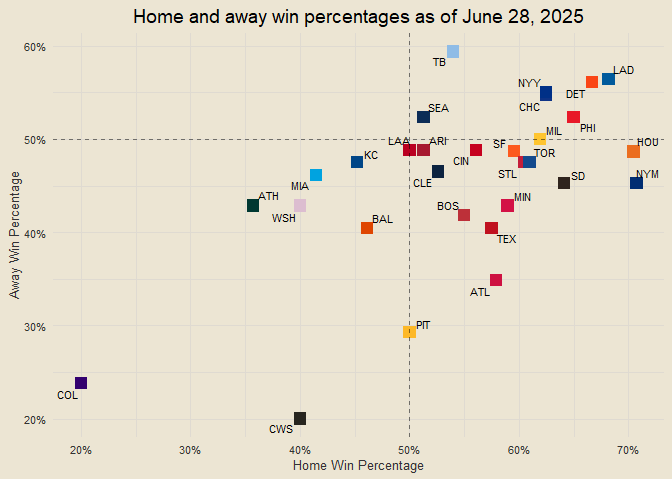 Home and away win percentages as of June 28, 2025
60%
TB
LAD
NYY
DET
CHC
SEA
PHI
50%
MIL
LAA
ARI
SF
HOU
KC
CIN
TOR
STL
CLE
SD
NYM
MIA
ATH
WSH
MIN
BOS
BAL
40%
TEX
ATL
PIT
30%
COL
20%
CWS
Away Win Percentage
20%
30%
40%
50%
60%
70%
Home Win Percentage